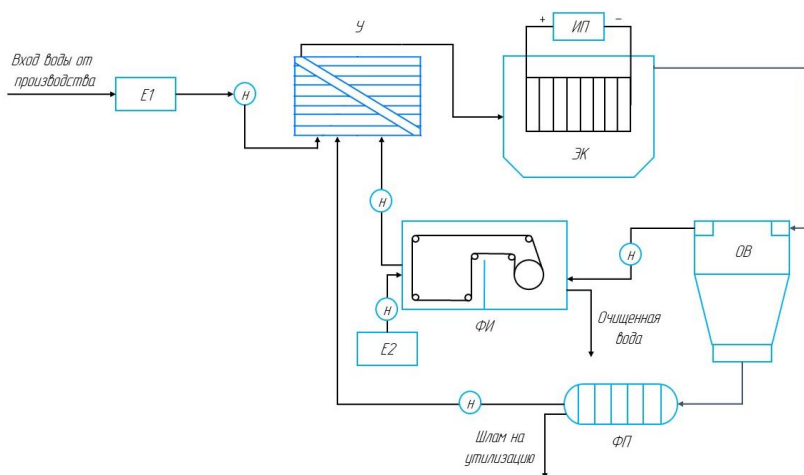 У
+
ИП
−
Вход воды от
производства
Е1
н
ЭК
н
ОВ
н
н
ФИ
Очищенная
вода
Е2
н
ФП
Шлам на
утилизацию